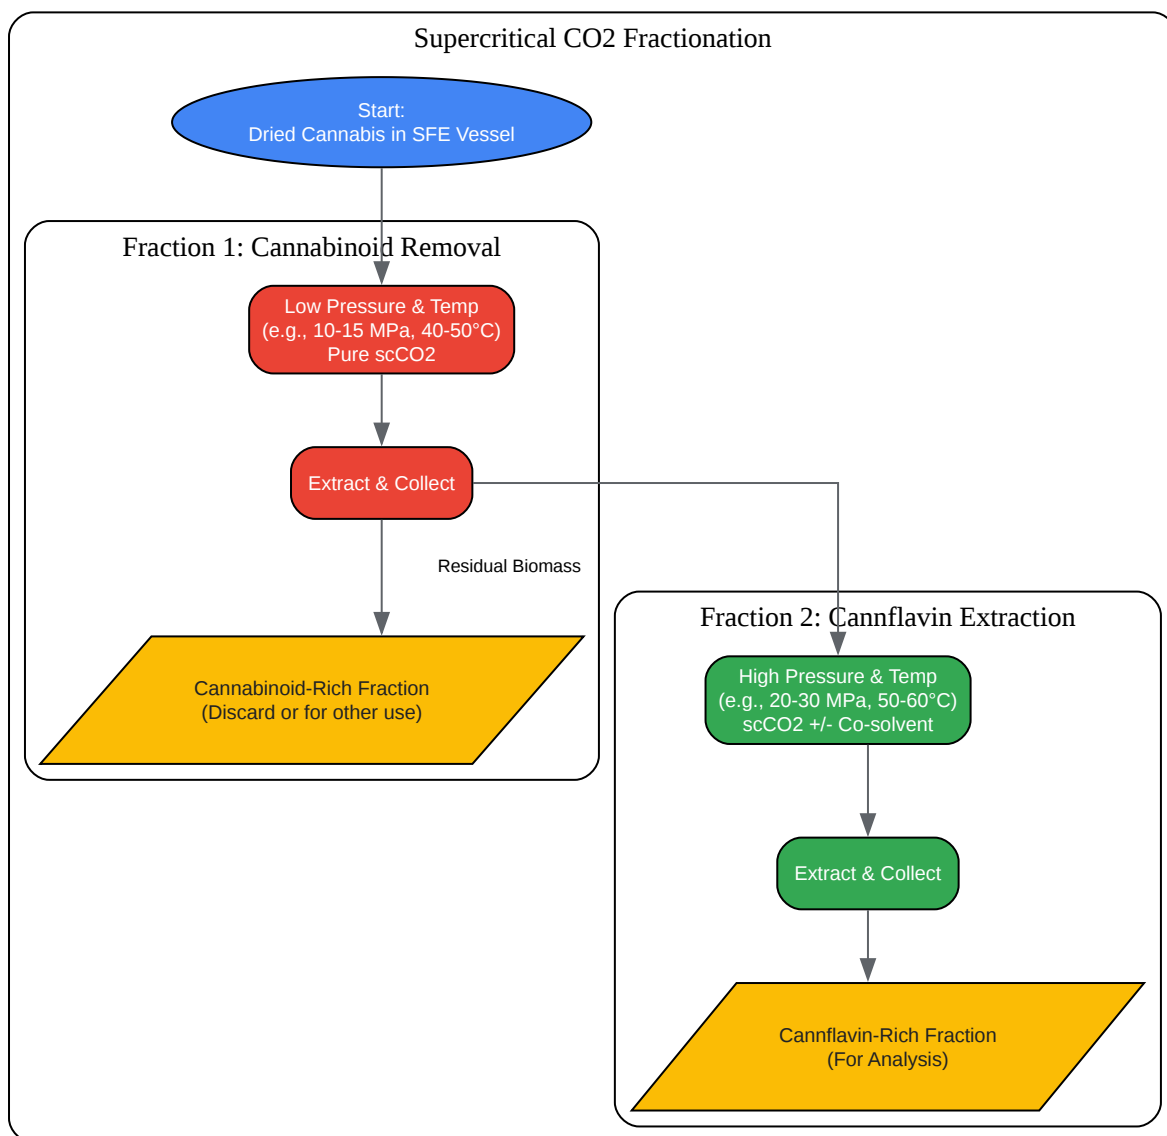 Supercritical CO2 Fractionation
Start:
Dried Cannabis in SFE Vessel
Fraction 1: Cannabinoid Removal
Low Pressure & Temp
(e.g., 10-15 MPa, 40-50°C)
Pure scCO2
Extract & Collect
Residual Biomass
Cannabinoid-Rich Fraction
(Discard or for other use)
Fraction 2: Cannflavin Extraction
High Pressure & Temp
(e.g., 20-30 MPa, 50-60°C)
scCO2 +/- Co-solvent
Extract & Collect
Cannflavin-Rich Fraction
(For Analysis)